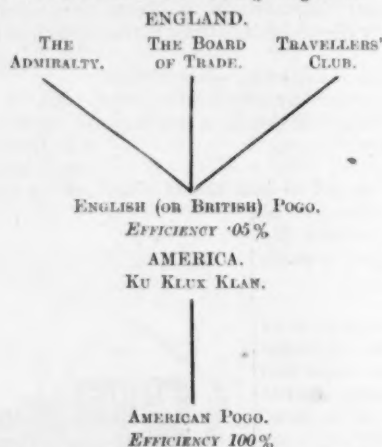 ENGLAND.
THE THE BOARD TRAVELLERS'
ADMIRALTY. OF TRADE. CLUB.
ENGLISH (OR BRITISH) POGO.
EFFICIENCY ·05%
AMERICA.
KU KLUX KLAN.
AMERICAN POGO.
EFFICIENCY 100%